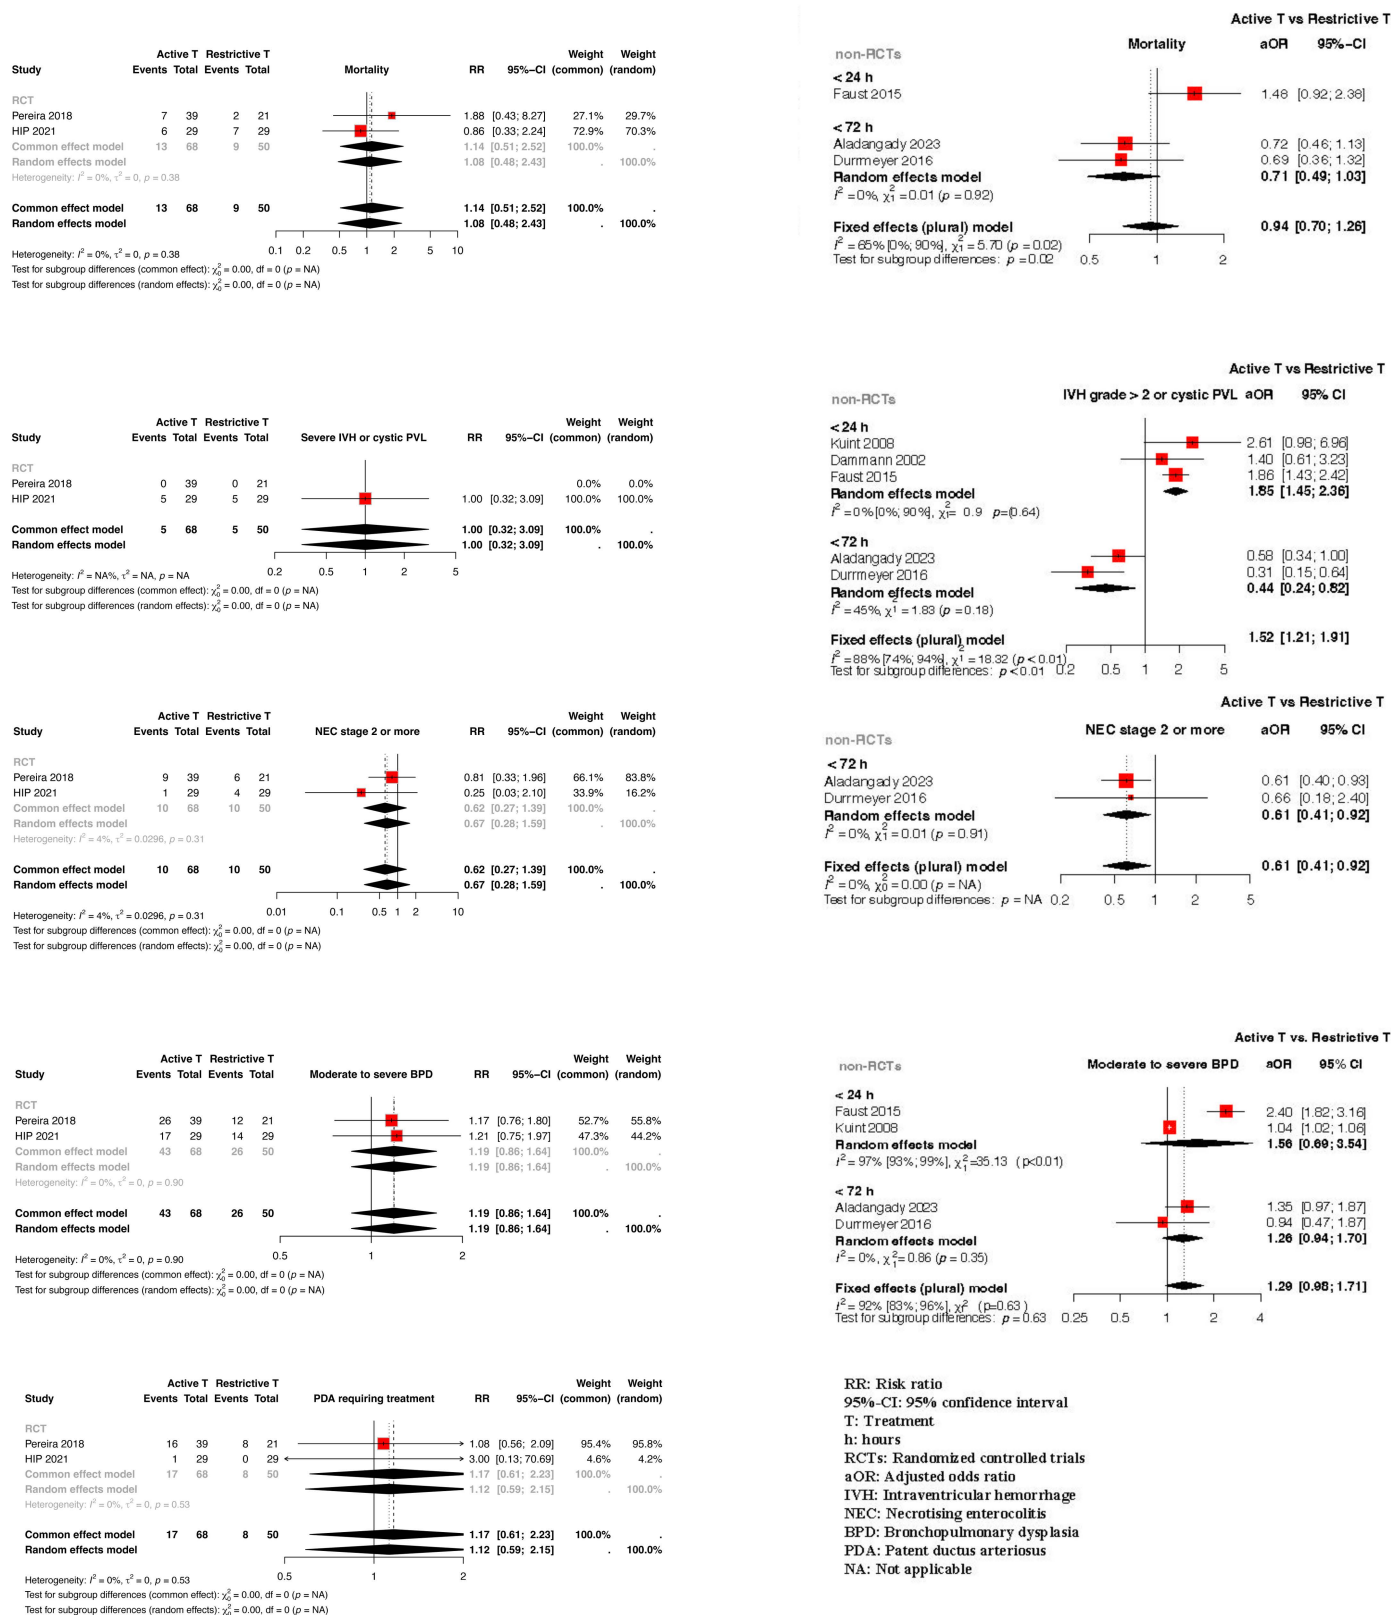 Active T Restrictive T Weight Weight
Study Events Total Events Total Mortality RR 95%–CI (common) (random)
RCT
Pereira 2018 7 39 2 21 1.88 [0.43; 8.27] 27.1% 29.7%
HIP 2021 6 29 7 29 0.86 [0.33; 2.24] 72.9% 70.3%
Common effect model 13 68 9 50 1.14 [0.51; 2.52] 100.0% .
Random effects model 1.08 [0.48; 2.43] . 100.0%
Heterogeneity: I² = 0%, τ² = 0, p = 0.38
Common effect model 13 68 9 50 1.14 [0.51; 2.52] 100.0% .
Random effects model 1.08 [0.48; 2.43] . 100.0%
0.1 0.2 0.5 1 2 5 10
Heterogeneity: I² = 0%, τ² = 0, p = 0.38
Test for subgroup differences (common effect): χ²₀ = 0.00, df = 0 (p = NA)
Test for subgroup differences (random effects): χ²₀ = 0.00, df = 0 (p = NA)
Active T vs Restrictive T
non-RCTs Mortality aOR 95%–CI
< 24 h
Faust 2015 1.48 [0.92; 2.38]
< 72 h
Aladangady 2023 0.72 [0.46; 1.13]
Durrmeyer 2016 0.69 [0.36; 1.32]
Random effects model 0.71 [0.49; 1.03]
I² = 0%, χ²₁ = 0.01 (p = 0.92)
Fixed effects (plural) model 0.94 [0.70; 1.26]
I² = 65% [0%; 90%], χ²₁ = 5.70 (p = 0.02)
Test for subgroup differences: p = 0.02
0.5 1 2
Active T Restrictive T Weight Weight
Study Events Total Events Total Severe IVH or cystic PVL RR 95%–CI (common) (random)
RCT
Pereira 2018 0 39 0 21 0.0% 0.0%
HIP 2021 5 29 5 29 1.00 [0.32; 3.09] 100.0% 100.0%
Common effect model 5 68 5 50 1.00 [0.32; 3.09] 100.0% .
Random effects model 1.00 [0.32; 3.09] . 100.0%
0.2 0.5 1 2 5
Heterogeneity: I² = NA%, τ² = NA, p = NA
Test for subgroup differences (common effect): χ²₀ = 0.00, df = 0 (p = NA)
Test for subgroup differences (random effects): χ²₀ = 0.00, df = 0 (p = NA)
Active T vs Restrictive T
non-RCTs IVH grade > 2 or cystic PVL aOR 95% CI
< 24 h
Kuint 2008 2.61 [0.98; 6.96]
Dammann 2002 1.40 [0.61; 3.23]
Faust 2015 1.86 [1.43; 2.42]
Random effects model 1.85 [1.45; 2.36]
I² = 0% [0%; 90%], χ²₁= 0.9 p=(0.64)
< 72 h
Aladangady 2023 0.58 [0.34; 1.00]
Durrmeyer 2016 0.31 [0.15; 0.64]
Random effects model 0.44 [0.24; 0.82]
I² = 45%, χ²₁ = 1.83 (p = 0.18)
Fixed effects (plural) model 1.52 [1.21; 1.91]
I² = 88% [74%; 94%], χ²₁ = 18.32 (p < 0.01)
Test for subgroup differences: p < 0.01
0.2 0.5 1 2 5
Active T Restrictive T Weight Weight
Study Events Total Events Total NEC stage 2 or more RR 95%–CI (common) (random)
RCT
Pereira 2018 9 39 6 21 0.81 [0.33; 1.96] 66.1% 83.8%
HIP 2021 1 29 4 29 0.25 [0.03; 2.10] 33.9% 16.2%
Common effect model 10 68 10 50 0.62 [0.27; 1.39] 100.0% .
Random effects model 0.67 [0.28; 1.59] . 100.0%
Heterogeneity: I² = 4%, τ² = 0.0296, p = 0.31
Common effect model 10 68 10 50 0.62 [0.27; 1.39] 100.0% .
Random effects model 0.67 [0.28; 1.59] . 100.0%
0.01 0.1 0.5 1 2 10
Heterogeneity: I² = 4%, τ² = 0.0296, p = 0.31
Test for subgroup differences (common effect): χ²₀ = 0.00, df = 0 (p = NA)
Test for subgroup differences (random effects): χ²₀ = 0.00, df = 0 (p = NA)
Active T vs Restrictive T
non-RCTs NEC stage 2 or more aOR 95% CI
< 72 h
Aladangady 2023 0.61 [0.40; 0.93]
Durrmeyer 2016 0.66 [0.18; 2.40]
Random effects model 0.61 [0.41; 0.92]
I² = 0%, χ²₁ = 0.01 (p = 0.91)
Fixed effects (plural) model 0.61 [0.41; 0.92]
I² = 0%, χ²₀ = 0.00 (p = NA)
Test for subgroup differences: p = NA
0.2 0.5 1 2 5
Active T Restrictive T Weight Weight
Study Events Total Events Total Moderate to severe BPD RR 95%–CI (common) (random)
RCT
Pereira 2018 26 39 12 21 1.17 [0.76; 1.80] 52.7% 55.8%
HIP 2021 17 29 14 29 1.21 [0.75; 1.97] 47.3% 44.2%
Common effect model 43 68 26 50 1.19 [0.86; 1.64] 100.0% .
Random effects model 1.19 [0.86; 1.64] . 100.0%
Heterogeneity: I² = 0%, τ² = 0, p = 0.90
Common effect model 43 68 26 50 1.19 [0.86; 1.64] 100.0% .
Random effects model 1.19 [0.86; 1.64] . 100.0%
0.5 1 2
Heterogeneity: I² = 0%, τ² = 0, p = 0.90
Test for subgroup differences (common effect): χ²₀ = 0.00, df = 0 (p = NA)
Test for subgroup differences (random effects): χ²₀ = 0.00, df = 0 (p = NA)
Active T vs. Restrictive T
non-RCTs Moderate to severe BPD aOR 95% CI
< 24 h
Faust 2015 2.40 [1.82; 3.16]
Kuint 2008 1.04 [1.02; 1.06]
Random effects model 1.56 [0.69; 3.54]
I² = 97% [93%; 99%], χ²₁=35.13 (p<0.01)
< 72 h
Aladangady 2023 1.35 [0.97; 1.87]
Durrmeyer 2016 0.94 [0.47; 1.87]
Random effects model 1.26 [0.94; 1.70]
I² = 0%, χ²₁= 0.86 (p = 0.35)
Fixed effects (plural) model 1.29 [0.98; 1.71]
I² = 92% [83%; 96%], (p=0.63 )
Test for subgroup differences: p = 0.63
0.25 0.5 1 2 4
Active T Restrictive T Weight Weight
Study Events Total Events Total PDA requiring treatment RR 95%–CI (common) (random)
RCT
Pereira 2018 16 39 8 21 1.08 [0.56; 2.09] 95.4% 95.8%
HIP 2021 1 29 0 29 3.00 [0.13; 70.69] 4.6% 4.2%
Common effect model 17 68 8 50 1.17 [0.61; 2.23] 100.0% .
Random effects model 1.12 [0.59; 2.15] . 100.0%
Heterogeneity: I² = 0%, τ² = 0, p = 0.53
Common effect model 17 68 8 50 1.17 [0.61; 2.23] 100.0% .
Random effects model 1.12 [0.59; 2.15] . 100.0%
0.5 1 2
Heterogeneity: I² = 0%, τ² = 0, p = 0.53
Test for subgroup differences (common effect): χ²₀ = 0.00, df = 0 (p = NA)
Test for subgroup differences (random effects): χ²₀ = 0.00, df = 0 (p = NA)
RR: Risk ratio
95%-CI: 95% confidence interval
T: Treatment
h: hours
RCTs: Randomized controlled trials
aOR: Adjusted odds ratio
IVH: Intraventricular hemorrhage
NEC: Necrotising enterocolitis
BPD: Bronchopulmonary dysplasia
PDA: Patent ductus arteriosus
NA: Not applicable